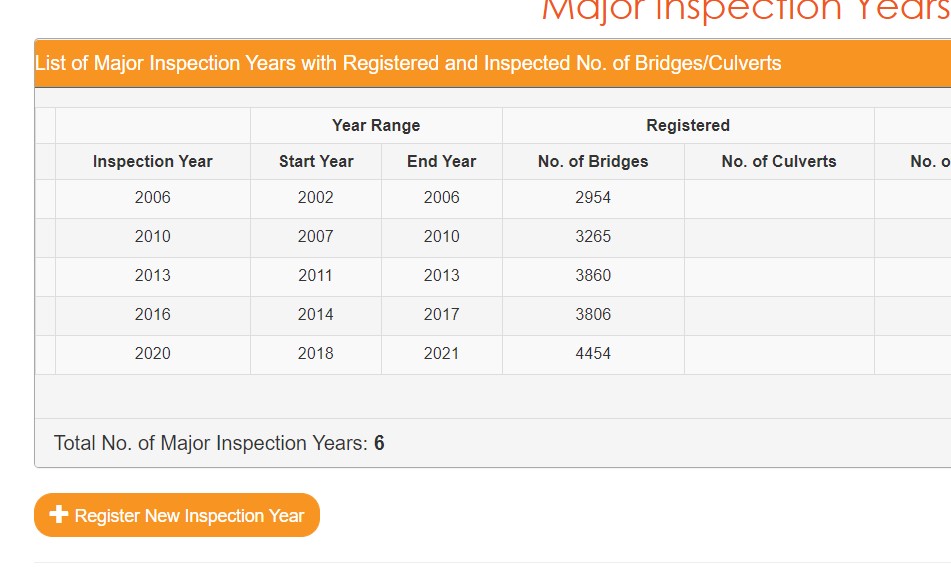 Major Inspection Years
List of Major Inspection Years with Registered and Inspected No. of Bridges/Culverts
Year Range Registered
Inspection Year Start Year End Year No. of Bridges No. of Culverts No. o
2006 2002 2006 2954
2010 2007 2010 3265
2013 2011 2013 3860
2016 2014 2017 3806
2020 2018 2021 4454
Total No. of Major Inspection Years: 6
Register New Inspection Year